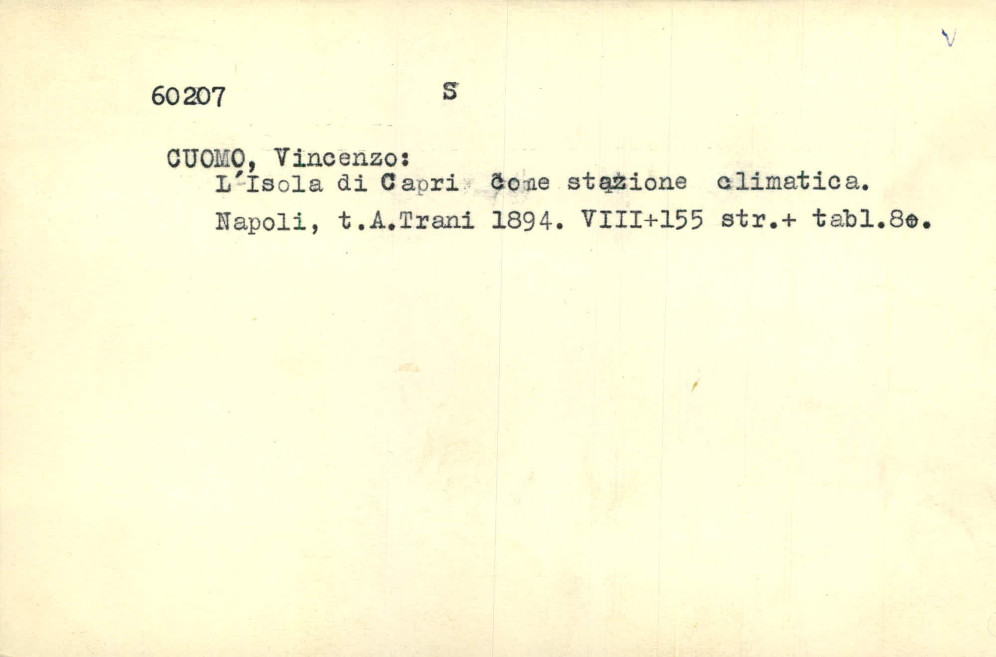 V
60207 S
CUOMO, Vincenzo:
L'Isola di Capri come stazione climatica.
Napoli, t.A.Trani 1894. VIII+155 str.+ tabl.8o.